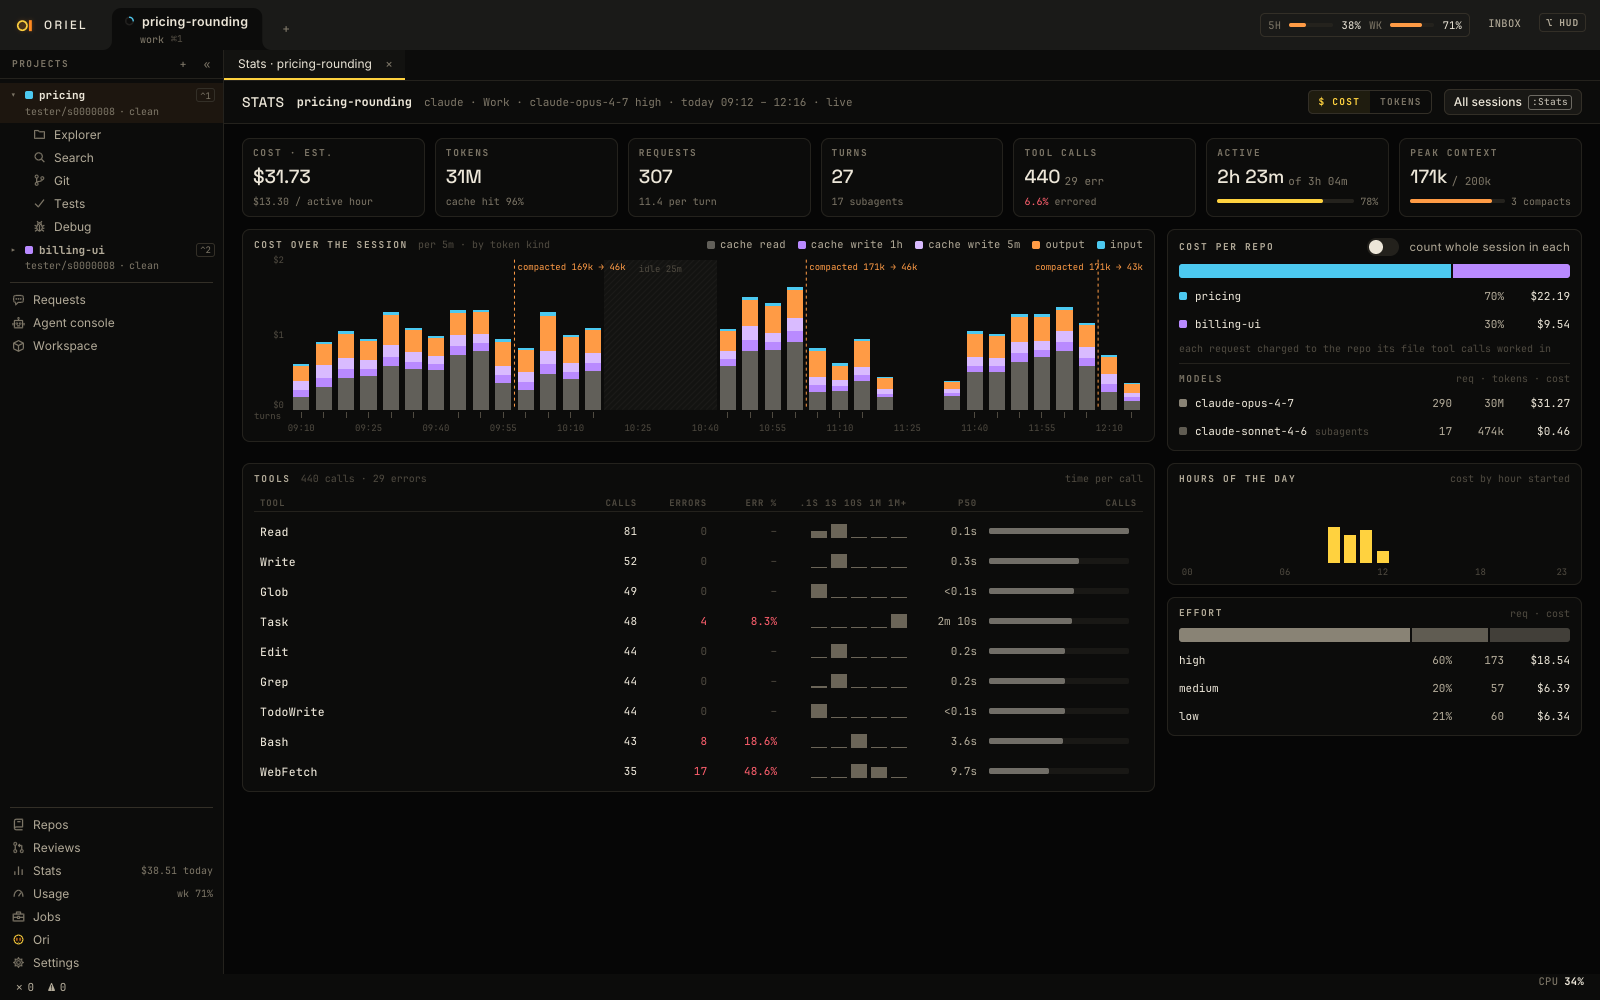 ORIEL
pricing-rounding
work ⌘1
+
5H 38% WK 71%
INBOX
⌥ HUD
PROJECTS + «
Stats · pricing-rounding ×
pricing ^1
tester/s0000008 · clean
Explorer
Search
Git
Tests
Debug
billing-ui ^2
tester/s0000008 · clean
Requests
Agent console
Workspace
Repos
Reviews
Stats $38.51 today
Usage wk 71%
Jobs
Ori
Settings
× 0 0
STATS pricing-rounding claude · Work · claude-opus-4-7 high · today 09:12 – 12:16 · live
$ COST TOKENS
All sessions :Stats
COST · EST.
$31.73
$13.30 / active hour
TOKENS
31M
cache hit 96%
REQUESTS
307
11.4 per turn
TURNS
27
17 subagents
TOOL CALLS
440 29 err
6.6% errored
ACTIVE
2h 23m of 3h 04m
78%
PEAK CONTEXT
171k / 200k
3 compacts
COST OVER THE SESSION per 5m · by token kind
cache read cache write 1h cache write 5m output input
$2
compacted 169k → 46k
idle 25m
compacted 171k → 46k
compacted 171k → 43k
$1
$0
turns
09:10 09:25 09:40 09:55 10:10 10:25 10:40 10:55 11:10 11:25 11:40 11:55 12:10
COST PER REPO count whole session in each
pricing 70% $22.19
billing-ui 30% $9.54
each request charged to the repo its file tool calls worked in
MODELS req · tokens · cost
claude-opus-4-7 290 30M $31.27
claude-sonnet-4-6 subagents 17 474k $0.46
TOOLS 440 calls · 29 errors time per call
TOOL CALLS ERRORS ERR % .1S 1S 10S 1M 1M+ P50 CALLS
Read 81 0 – 0.1s
Write 52 0 – 0.3s
Glob 49 0 – <0.1s
Task 48 4 8.3% 2m 10s
Edit 44 0 – 0.2s
Grep 44 0 – 0.2s
TodoWrite 44 0 – <0.1s
Bash 43 8 18.6% 3.6s
WebFetch 35 17 48.6% 9.7s
HOURS OF THE DAY cost by hour started
00 06 12 18 23
EFFORT req · cost
high 60% 173 $18.54
medium 20% 57 $6.39
low 21% 60 $6.34
CPU 34%